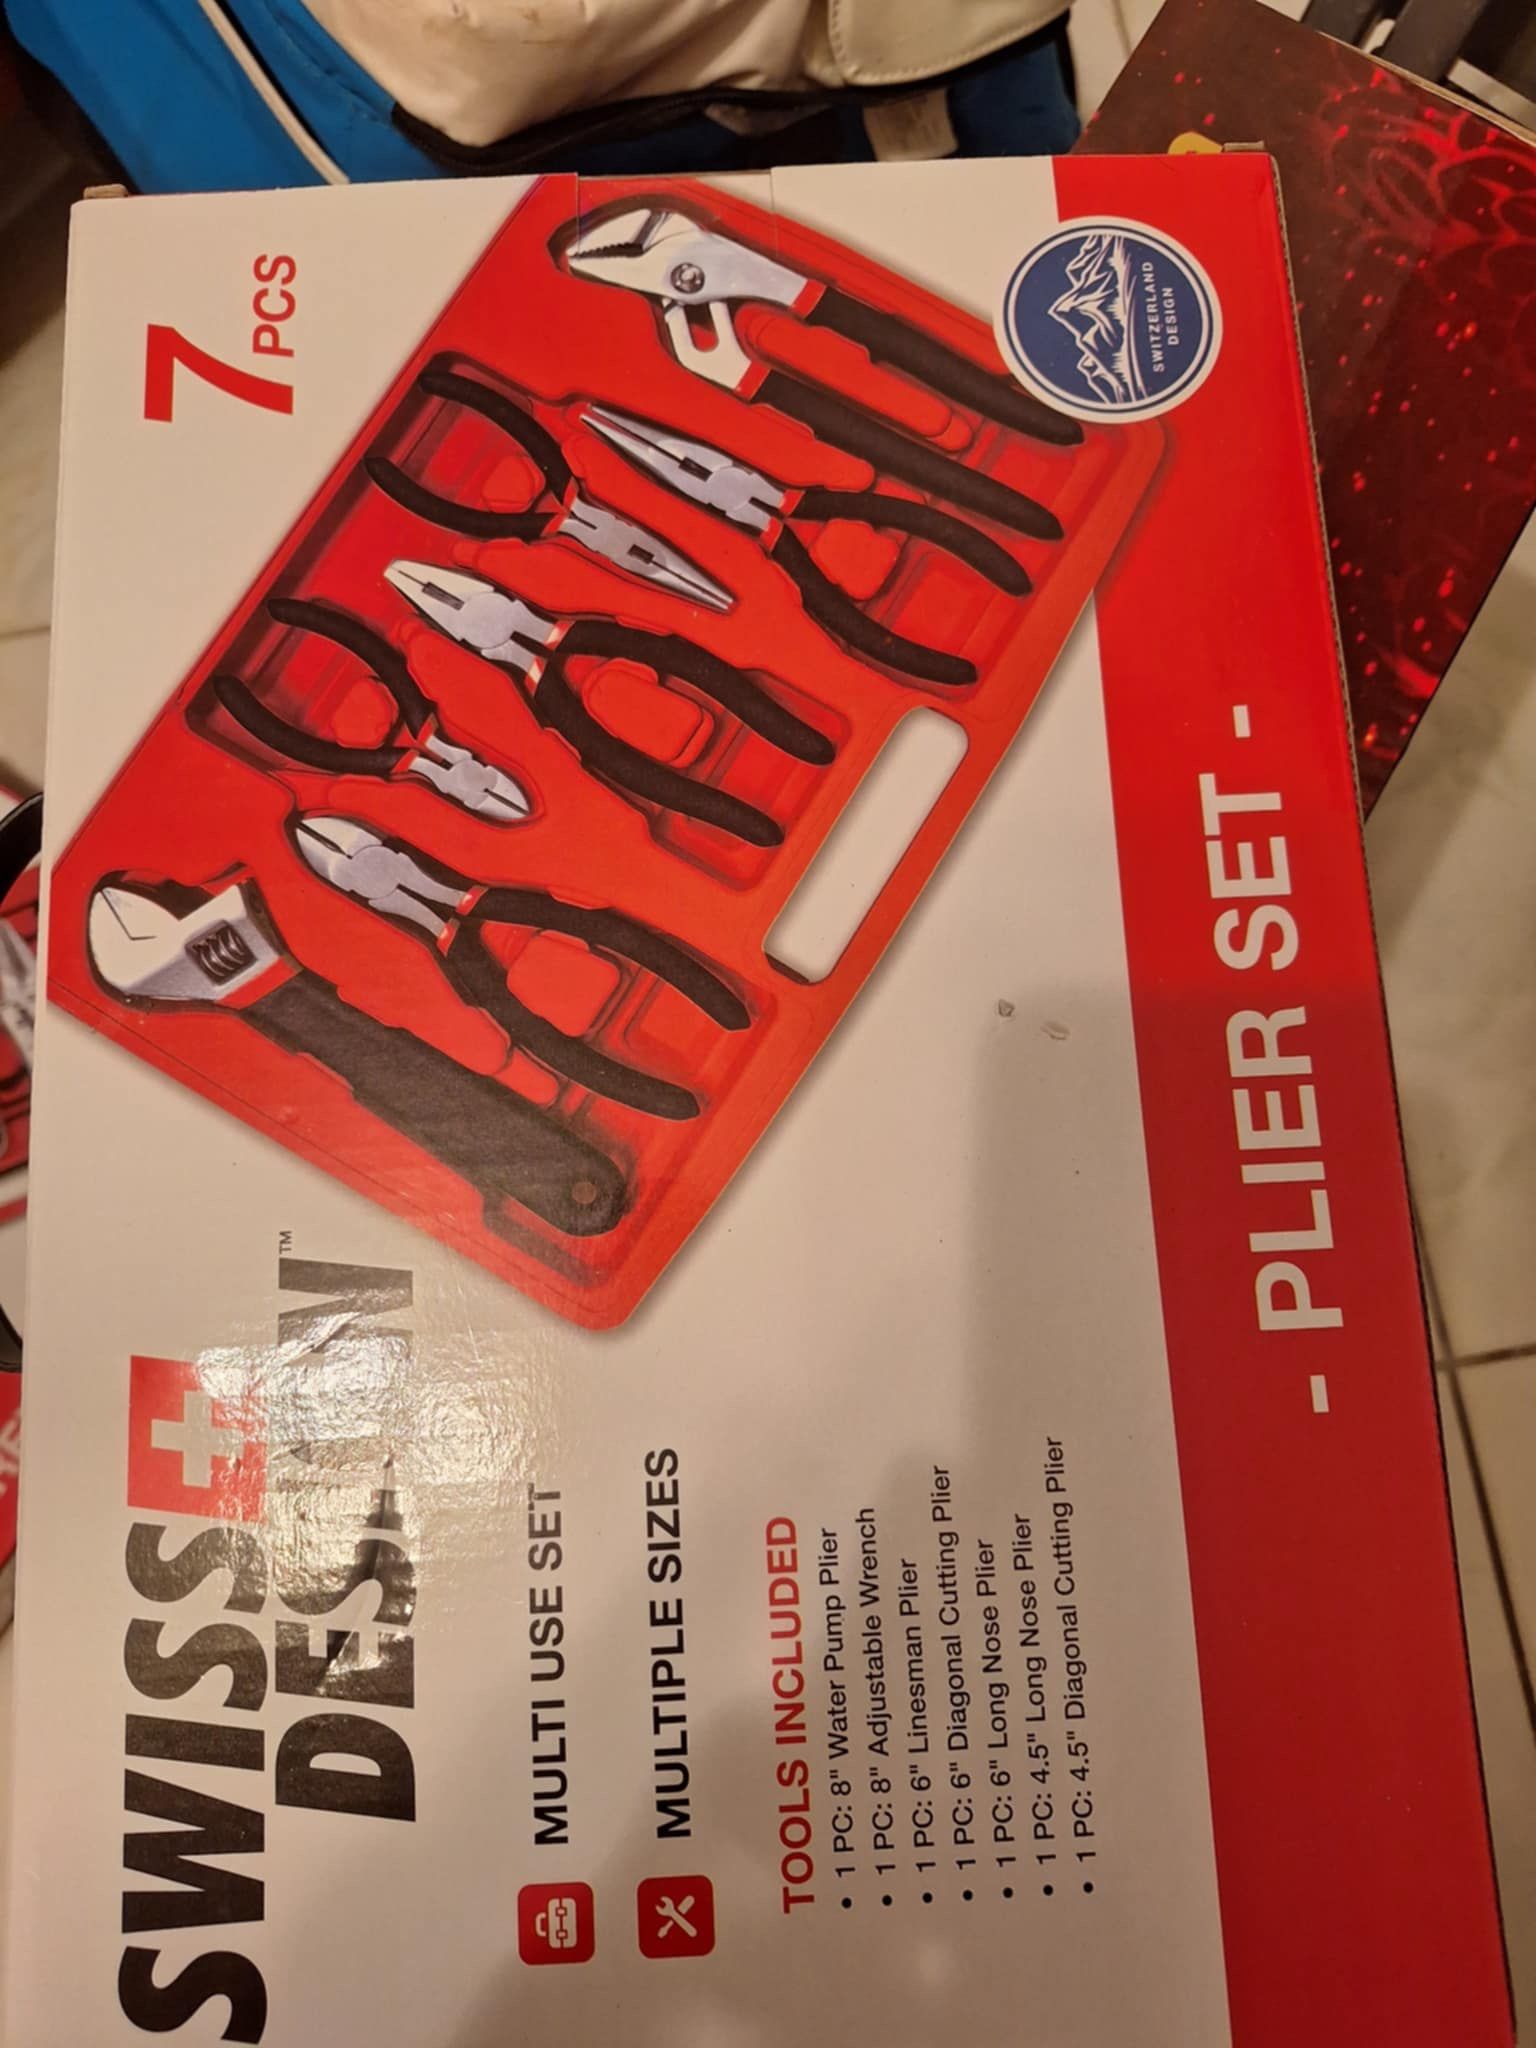 SWISS
DESIGN™
7 PCS
MULTI USE SET
MULTIPLE SIZES
TOOLS INCLUDED
• 1 PC: 8" Water Pump Plier
• 1 PC: 8" Adjustable Wrench
• 1 PC: 6" Linesman Plier
• 1 PC: 6" Diagonal Cutting Plier
• 1 PC: 6" Long Nose Plier
• 1 PC: 4.5" Long Nose Plier
• 1 PC: 4.5" Diagonal Cutting Plier
SWITZERLAND
DESIGN
- PLIER SET -